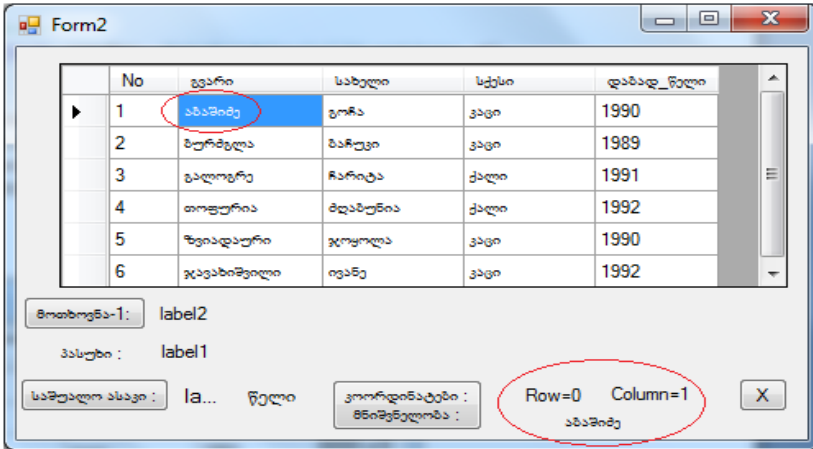 Form2
No გვარი სახელი სქესი დაბად_წელი
1 აბაშიძე გოჩა კაცი 1990
2 ბურძგლა ბაჩუკი კაცი 1989
3 გალოგრე ჩარიტა ქალი 1991
4 თოფურია მდაბუნია ქალი 1992
5 ზვიადაური ჯოყოლა კაცი 1990
6 ჯავახიშვილი ივანე კაცი 1992
მოთხოვნა-1: label2
პასუხი : label1
საშუალო ასაკი : la... წელი კოორდინატები : Row=0 Column=1 X
მნიშვნელობა : აბაშიძე